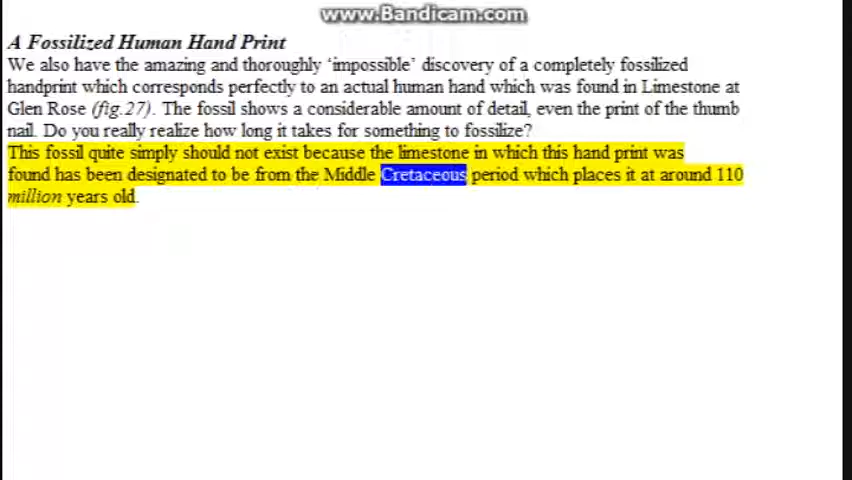 www.Bandicam.com
A Fossilized Human Hand Print
We also have the amazing and thoroughly ‘impossible’ discovery of a completely fossilized
handprint which corresponds perfectly to an actual human hand which was found in Limestone at
Glen Rose (fig.27). The fossil shows a considerable amount of detail, even the print of the thumb
nail. Do you really realize how long it takes for something to fossilize?
This fossil quite simply should not exist because the limestone in which this hand print was
found has been designated to be from the Middle Cretaceous period which places it at around 110
million years old.